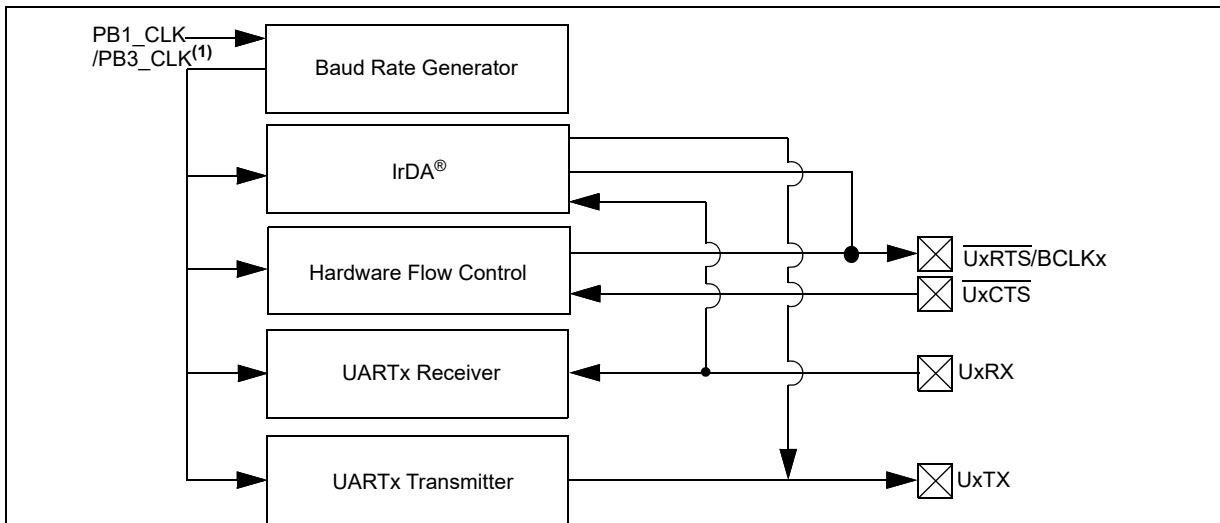 PB1_CLK
/PB3_CLK(1)
Baud Rate Generator
IrDA®
Hardware Flow Control
UxRTS/BCLKx
UxCTS
UARTx Receiver
UxRX
UARTx Transmitter
UxTX